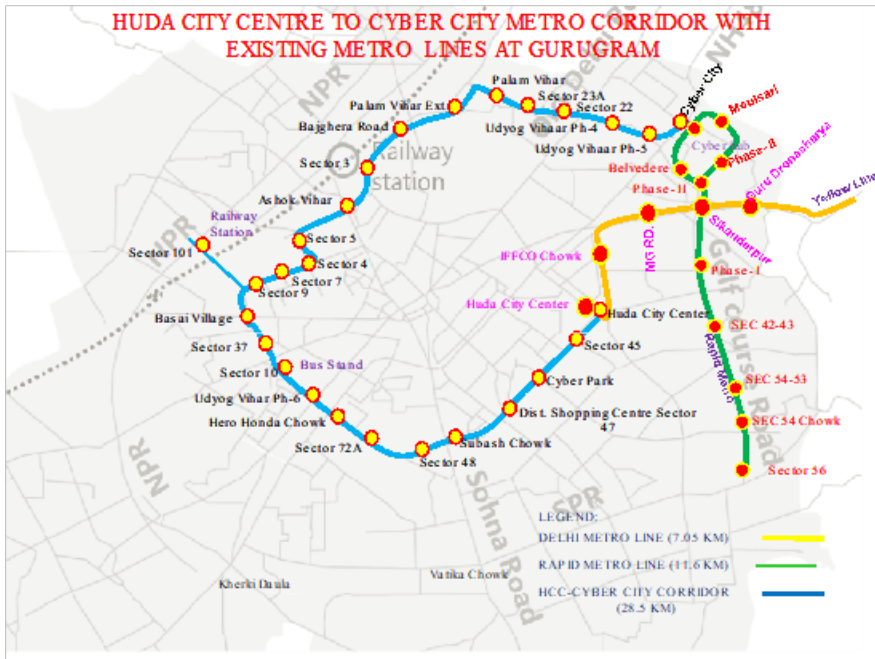 HUDA CITY CENTRE TO CYBER CITY METRO CORRIDOR WITH
EXISTING METRO LINES AT GURUGRAM
NPR
Delhi Ro
NH
Palam Vihar
Sector 23A
Sector 22
Cyber City
Moulsari
Palam Vihar Ext.
Bajghera Road
Udyog Vihaar Ph-4
Udyog Vihaar Ph-5
Railway
station
Sector 3
Belvedere
Phase-II
Phase-8
Guru Dronacharya
Yellow Line
Ashok Vihar
NPR
Railway
Station
Sector 101
Sector 5
Sector 4
Sector 7
Sector 9
IFFCO Chowk
MG RD.
Sikanderpur
Phase-I
Golf course Road
Huda City Center
Huda City Center
Basai Village
Sector 37
Sector 10
Bus Stand
Sector 45
SEC 42-43
Rapid Metro
Udyog Vihar Ph-6
Hero Honda Chowk
Cyber Park
SEC 54-53
Dist. Shopping Centre Sector
47
SEC 54 Chowk
Sector 72A
Subash Chowk
Sector 48
Sector 56
NPR
Sohna Road
SPR
LEGEND:
DELHI METRO LINE (7.05 KM)
RAPID METRO LINE (11.6 KM)
HCC-CYBER CITY CORRIDOR
(28.5 KM)
Kherki Daula
Vatika Chowk